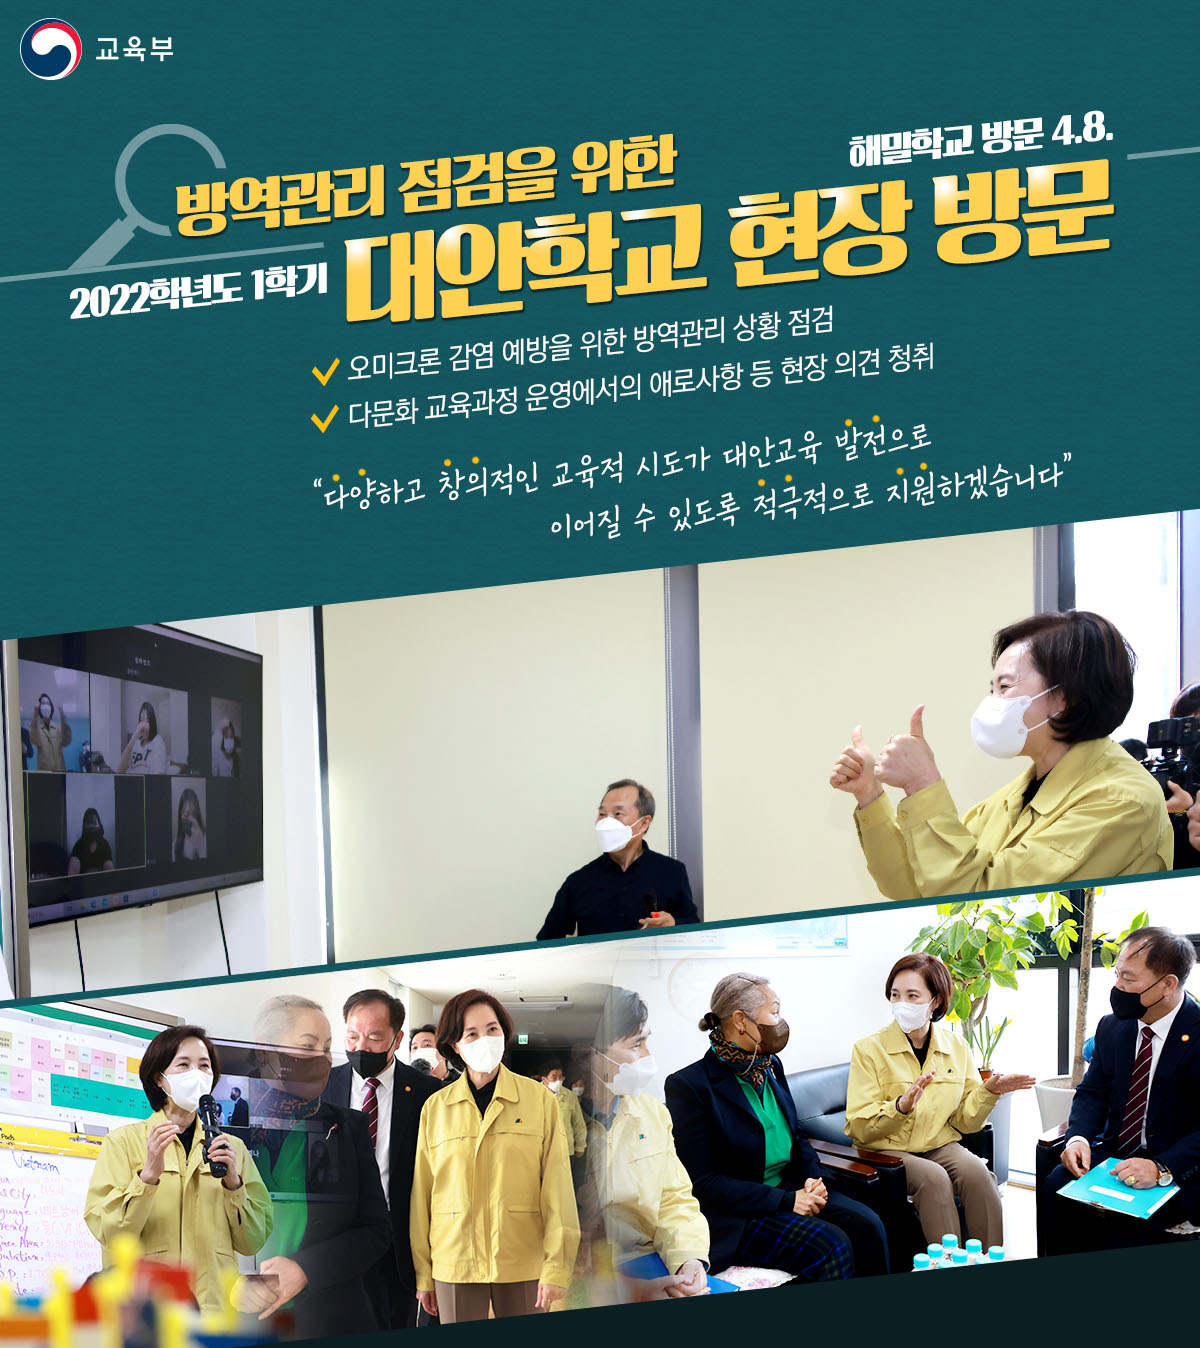 교육부
해밀학교 방문 4.8.
방역관리 점검을 위한
2022학년도 1학기
대안학교 현장 방문
오미크론 감염 예방을 위한 방역관리 상황 점검
다문화 교육과정 운영에서의 애로사항 등 현장 의견 청취
“다양하고 창의적인 교육적 시도가 대안교육 발전으로
이어질 수 있도록 적극적으로 지원하겠습니다”
Vietnam
City